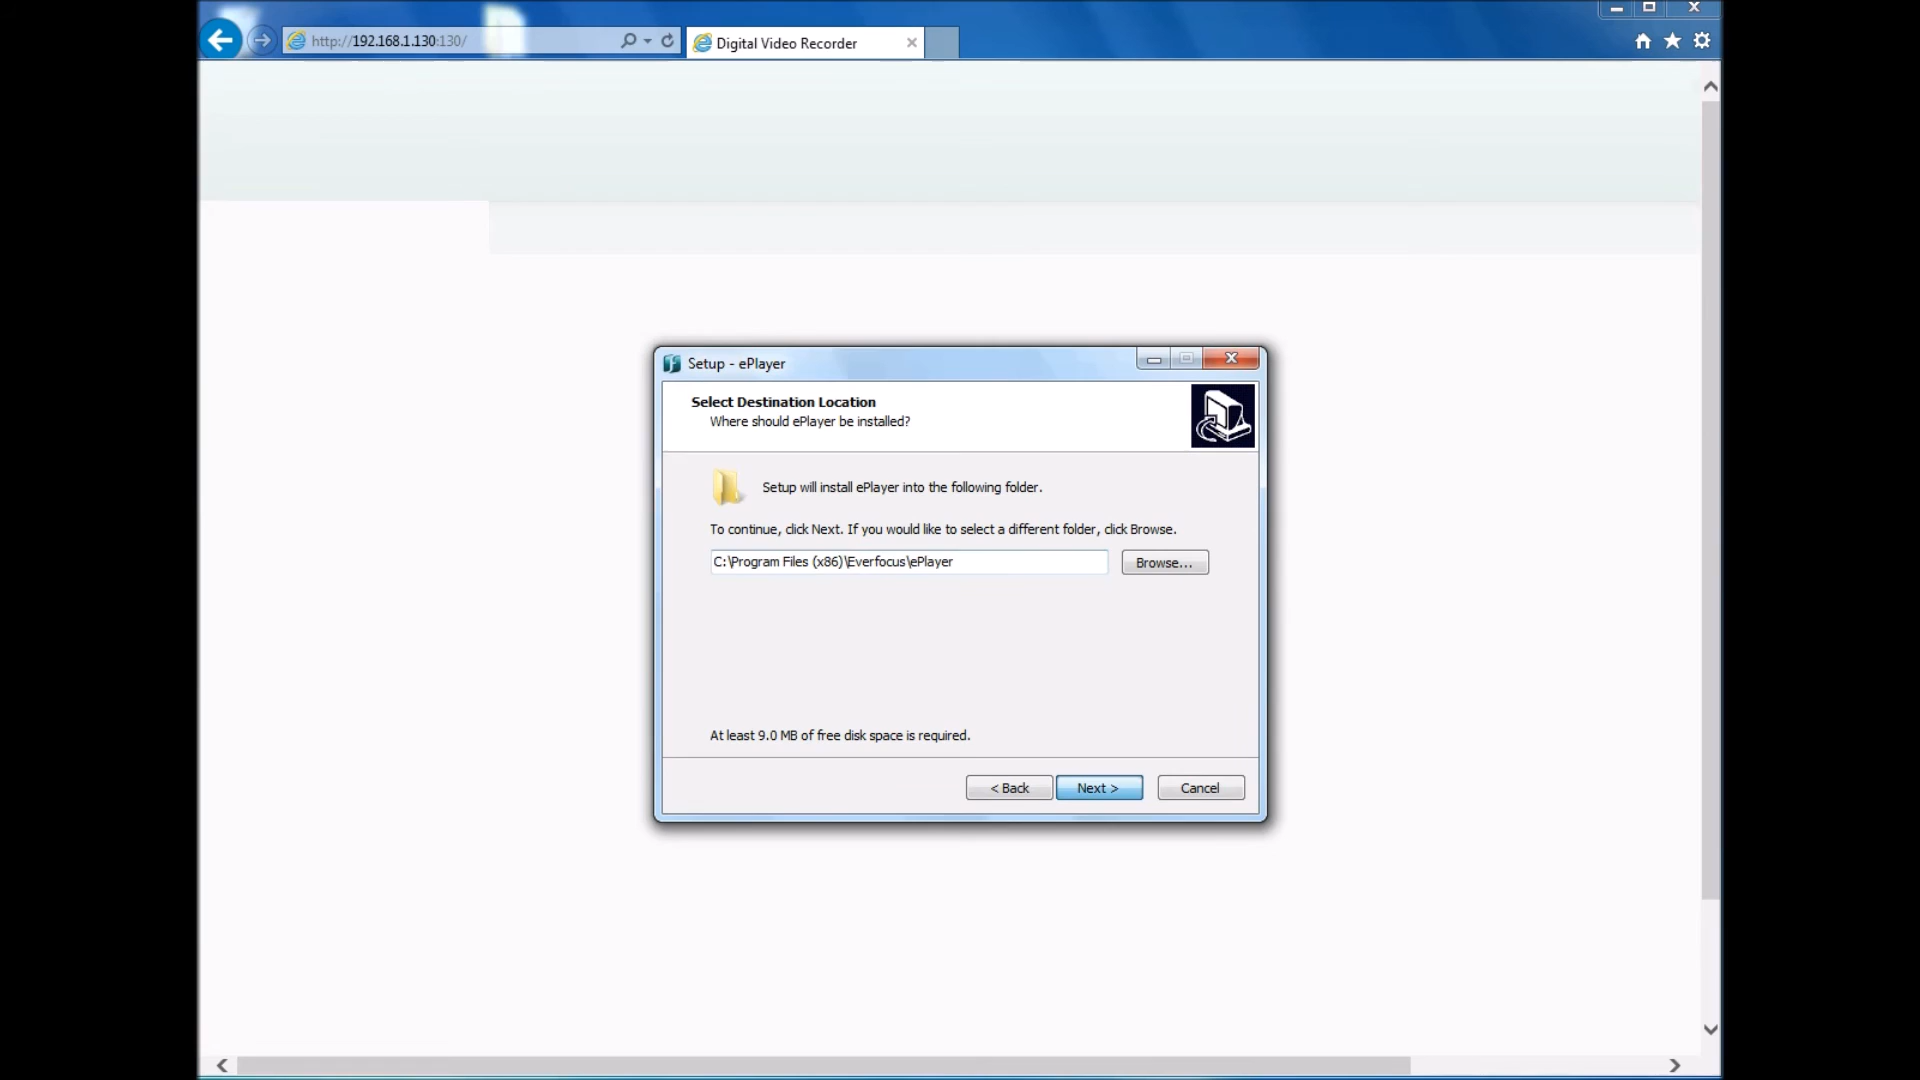 http://192.168.1.130:130/
Digital Video Recorder
Setup - ePlayer
Select Destination Location
Where should ePlayer be installed?
Setup will install ePlayer into the following folder.
To continue, click Next. If you would like to select a different folder, click Browse.
C:\Program Files (x86)\Everfocus\ePlayer
Browse...
At least 9.0 MB of free disk space is required.
< Back
Next >
Cancel